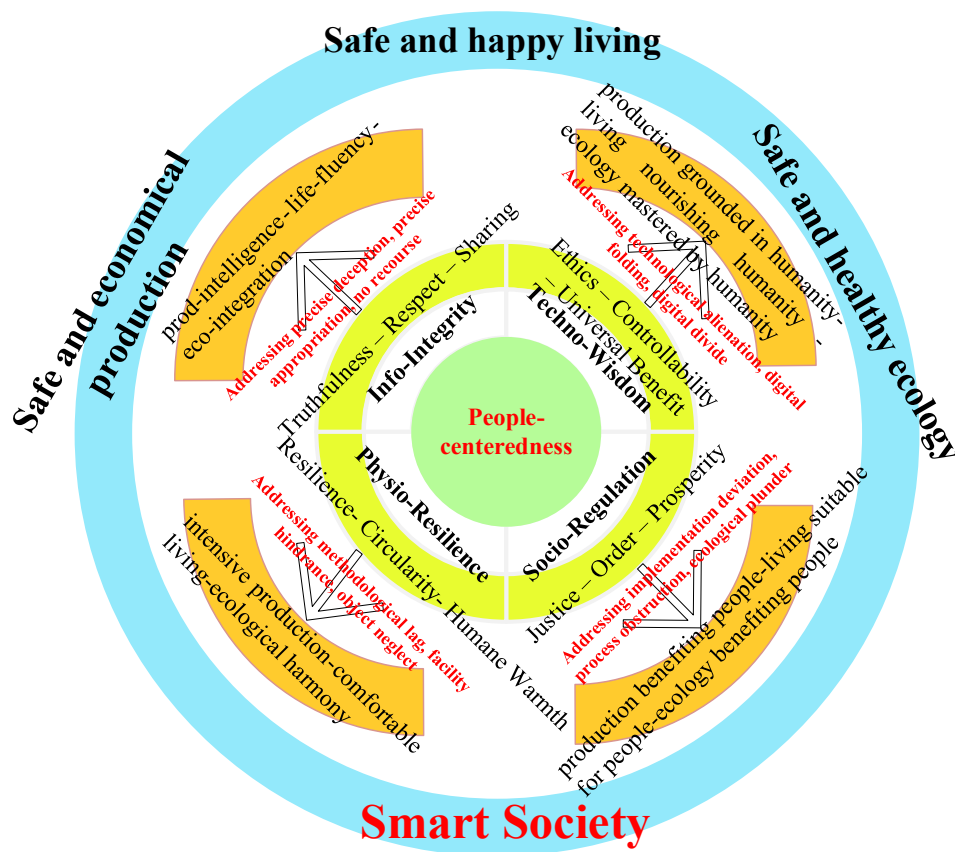 Safe and happy living
Safe and economical
production
Safe and healthy ecology
prod-intelligence-life-fluency-
eco-integration
Addressing precise deception, precise
appropriation, no recourse
Truthfulness – Respect – Sharing
Info-Integrity
production grounded in humanity-
living nourishing humanity -
ecology mastered by humanity
Addressing technological alienation, digital
folding, digital divide
Ethics – Controllability
– Universal Benefit
Techno-Wisdom
People-
centeredness
Physio-Resilience
Resilience- Circularity- Humane Warmth
Addressing methodological lag, facility
hindrance, object neglect
intensive production-comfortable
living-ecological harmony
Socio-Regulation
Justice – Order – Prosperity
Addressing implementation deviation,
process obstruction, ecological plunder
production benefiting people-living suitable
for people-ecology benefiting people
Smart Society